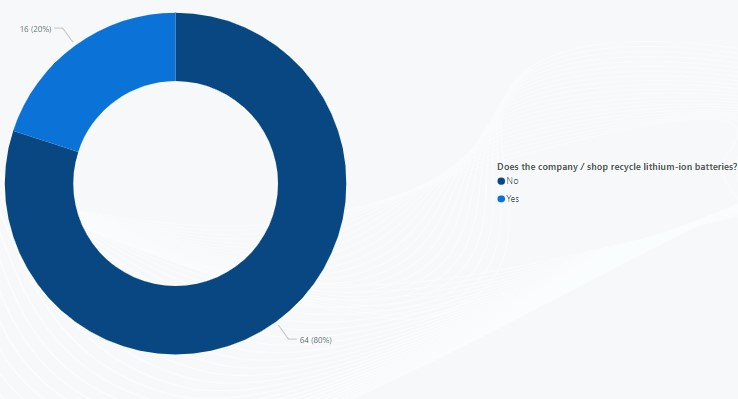 16 (20%)
Does the company / shop recycle lithium-ion batteries?
No
Yes
64 (80%)